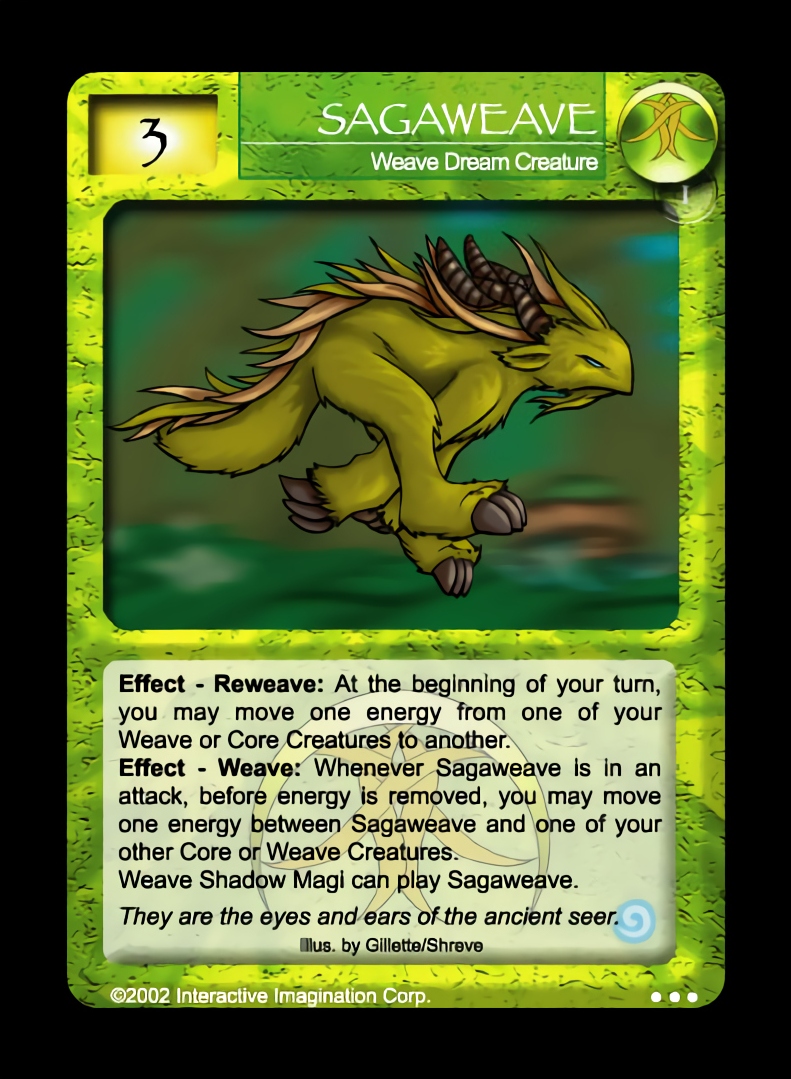 3
SAGAWEAVE
Weave Dream Creature
I
Effect - Reweave: At the beginning of your turn,
you may move one energy from one of your
Weave or Core Creatures to another.
Effect - Weave: Whenever Sagaweave is in an
attack, before energy is removed, you may move
one energy between Sagaweave and one of your
other Core or Weave Creatures.
Weave Shadow Magi can play Sagaweave.
They are the eyes and ears of the ancient seer.
Illus. by Gillette/Shreve
©2002 Interactive Imagination Corp.